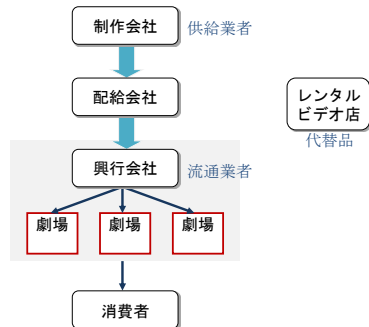 制作会社
供給業者
配給会社
レンタル
ビデオ店
代替品
興行会社
流通業者
劇場
劇場
劇場
消費者